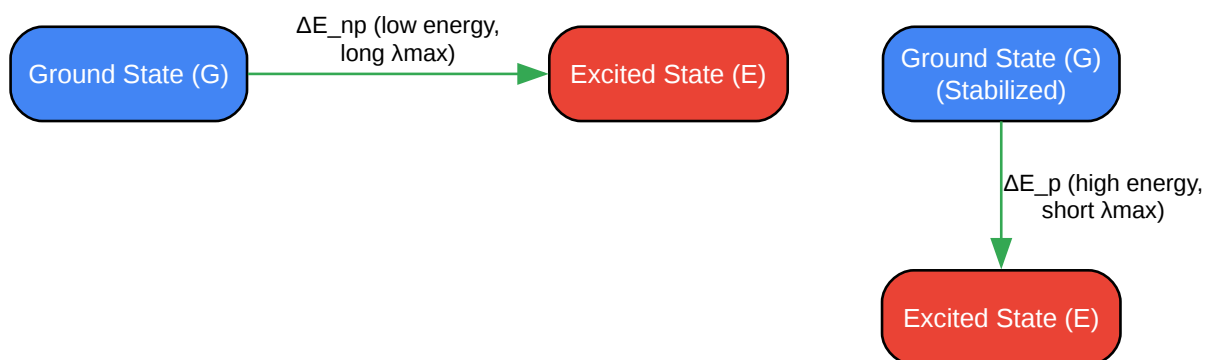 Ground State (G)
ΔE_np (low energy,
long λmax)
Excited State (E)
Ground State (G)
(Stabilized)
ΔE_p (high energy,
short λmax)
Excited State (E)